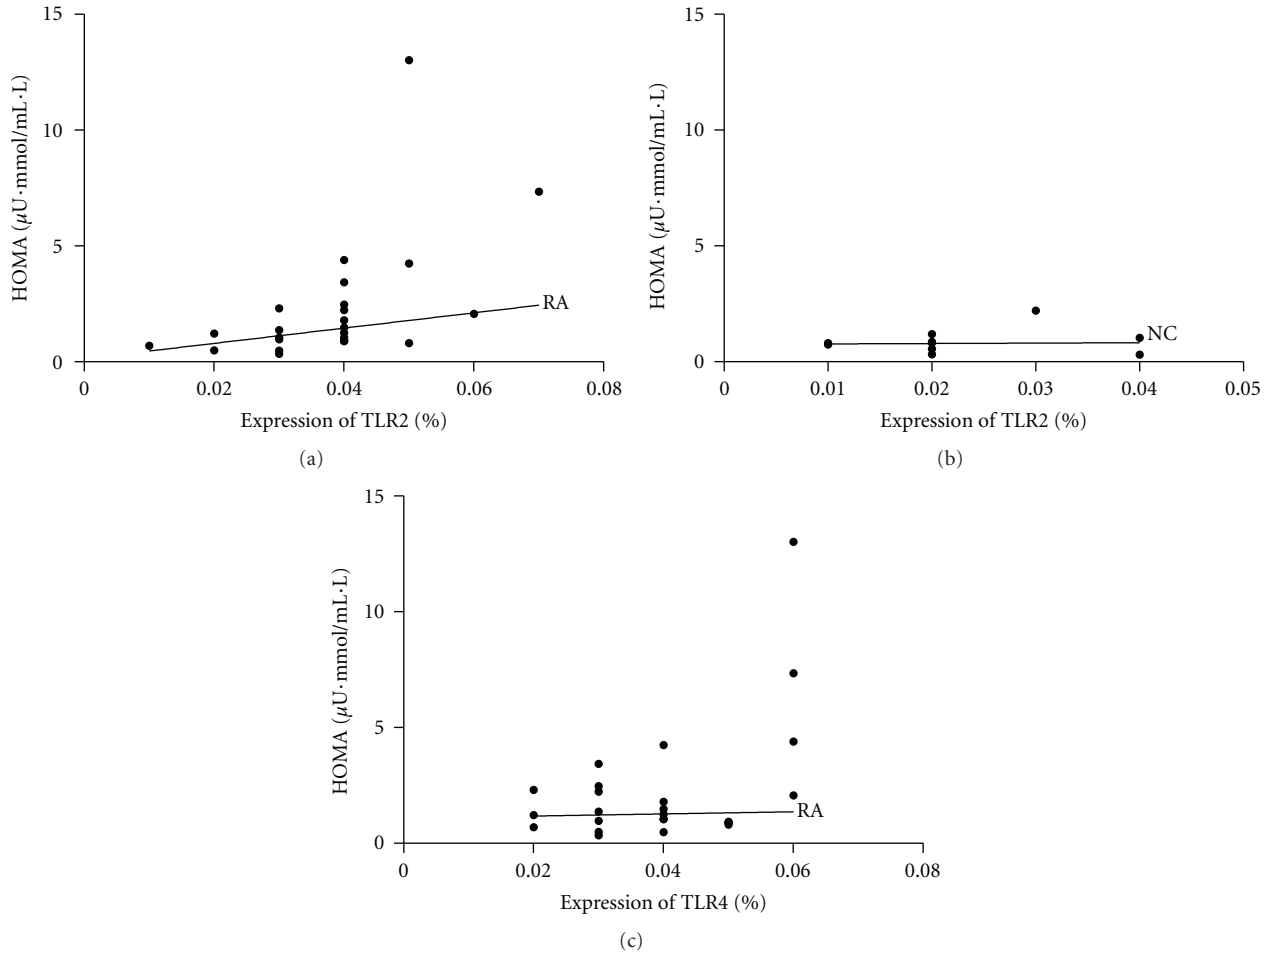 15
10
5
0
HOMA (μU·mmol/mL·L)
RA
0 0.02 0.04 0.06 0.08
Expression of TLR2 (%)
(a)
15
10
5
0
HOMA (μU·mmol/mL·L)
NC
0 0.01 0.02 0.03 0.04 0.05
Expression of TLR2 (%)
(b)
15
10
5
0
HOMA (μU·mmol/mL·L)
RA
0 0.02 0.04 0.06 0.08
Expression of TLR4 (%)
(c)